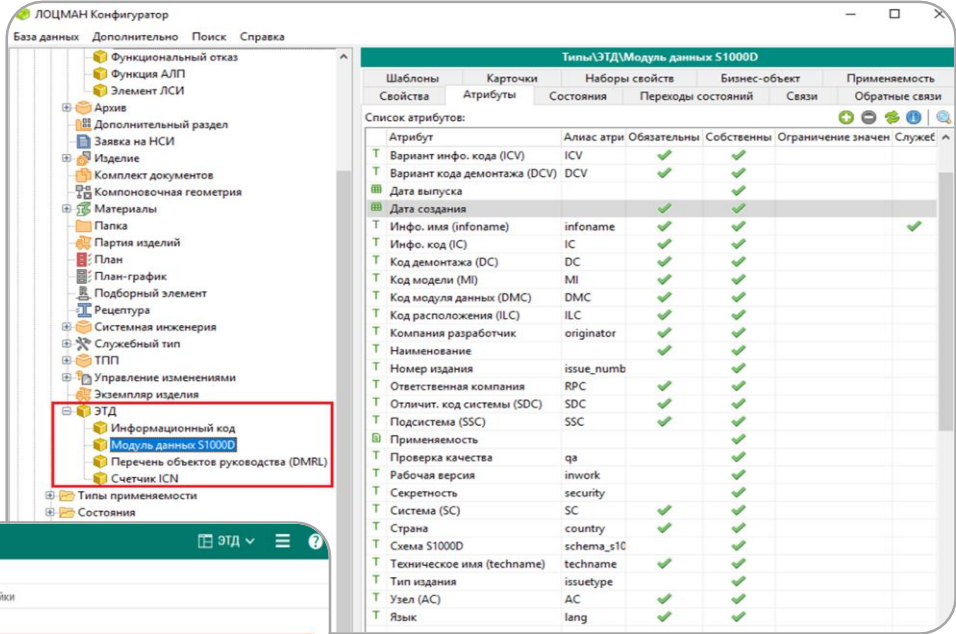 ЛОЦМАН Конфигуратор
База данных Дополнительно Поиск Справка
Функциональный отказ
Функция АЛП
Элемент ЛСИ
Архив
Дополнительный раздел
Заявка на НСИ
Изделие
Комплект документов
Компоновочная геометрия
Материалы
Папка
Партия изделий
План
План-график
Подборный элемент
Рецептура
Системная инженерия
Служебный тип
ТПП
Управление изменениями
Экземпляр изделия
ЭТД
Информационный код
Модуль данных S1000D
Перечень объектов руководства (DMRL)
Счетчик ICN
Типы применяемости
Состояния
ЭТД
йки
Типы\ЭТД\Модуль данных S1000D
Шаблоны Карточки Наборы свойств Бизнес-объект Применяемость
Свойства Атрибуты Состояния Переходы состояний Связи Обратные связи
Список атрибутов:
Атрибут Алиас атри Обязательны Собственны Ограничение значен Служеб
Вариант инфо. кода (ICV) ICV
Вариант кода демонтажа (DCV) DCV
Дата выпуска
Дата создания
Инфо. имя (infoname) infoname
Инфо. код (IC) IC
Код демонтажа (DC) DC
Код модели (MI) MI
Код модуля данных (DMC) DMC
Код расположения (ILC) ILC
Компания разработчик originator
Наименование
Номер издания issue_numb
Ответственная компания RPC
Отличит. код системы (SDC) SDC
Подсистема (SSC) SSC
Применяемость
Проверка качества qa
Рабочая версия inwork
Секретность security
Система (SC) SC
Страна country
Схема S1000D schema_s10
Техническое имя (techname) techname
Тип издания issuetype
Узел (AC) AC
Язык lang